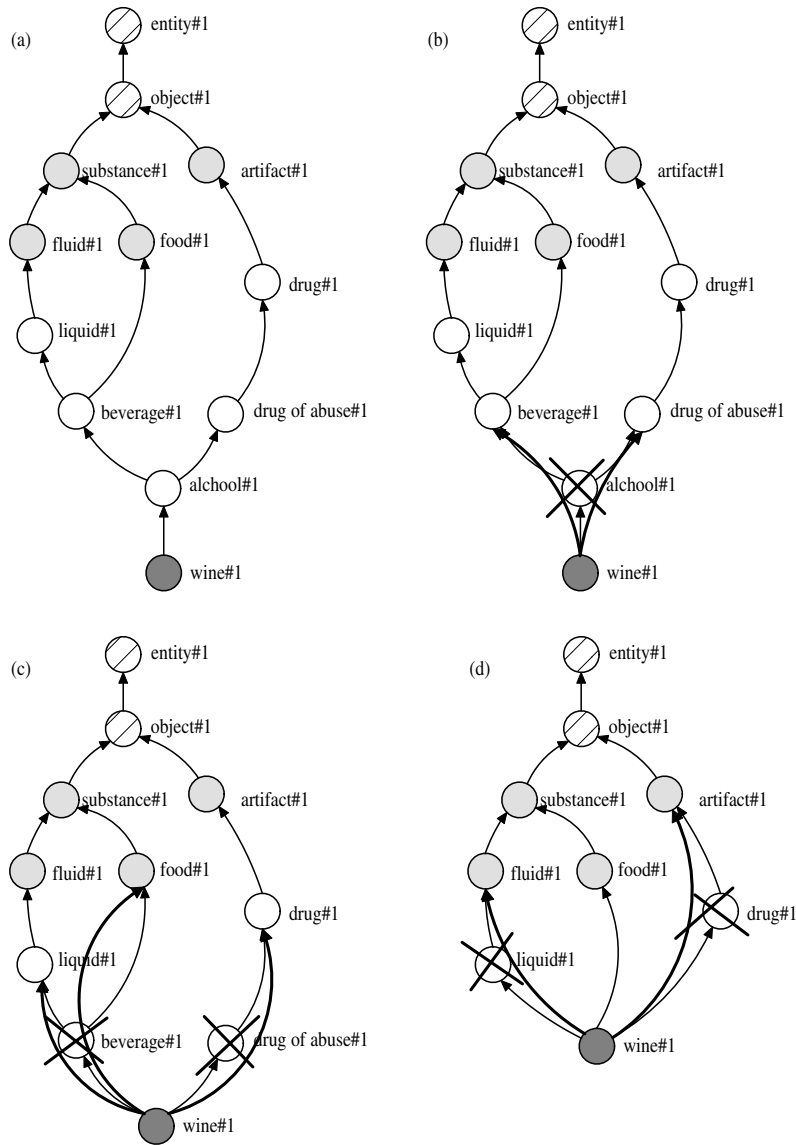 (a)
entity#1
object#1
substance#1
artifact#1
fluid#1
food#1
drug#1
liquid#1
beverage#1
drug of abuse#1
alchool#1
wine#1
(b)
entity#1
object#1
substance#1
artifact#1
fluid#1
food#1
drug#1
liquid#1
beverage#1
drug of abuse#1
alchool#1
wine#1
(c)
entity#1
object#1
substance#1
artifact#1
fluid#1
food#1
drug#1
liquid#1
beverage#1
drug of abuse#1
wine#1
(d)
entity#1
object#1
substance#1
artifact#1
fluid#1
food#1
drug#1
liquid#1
wine#1